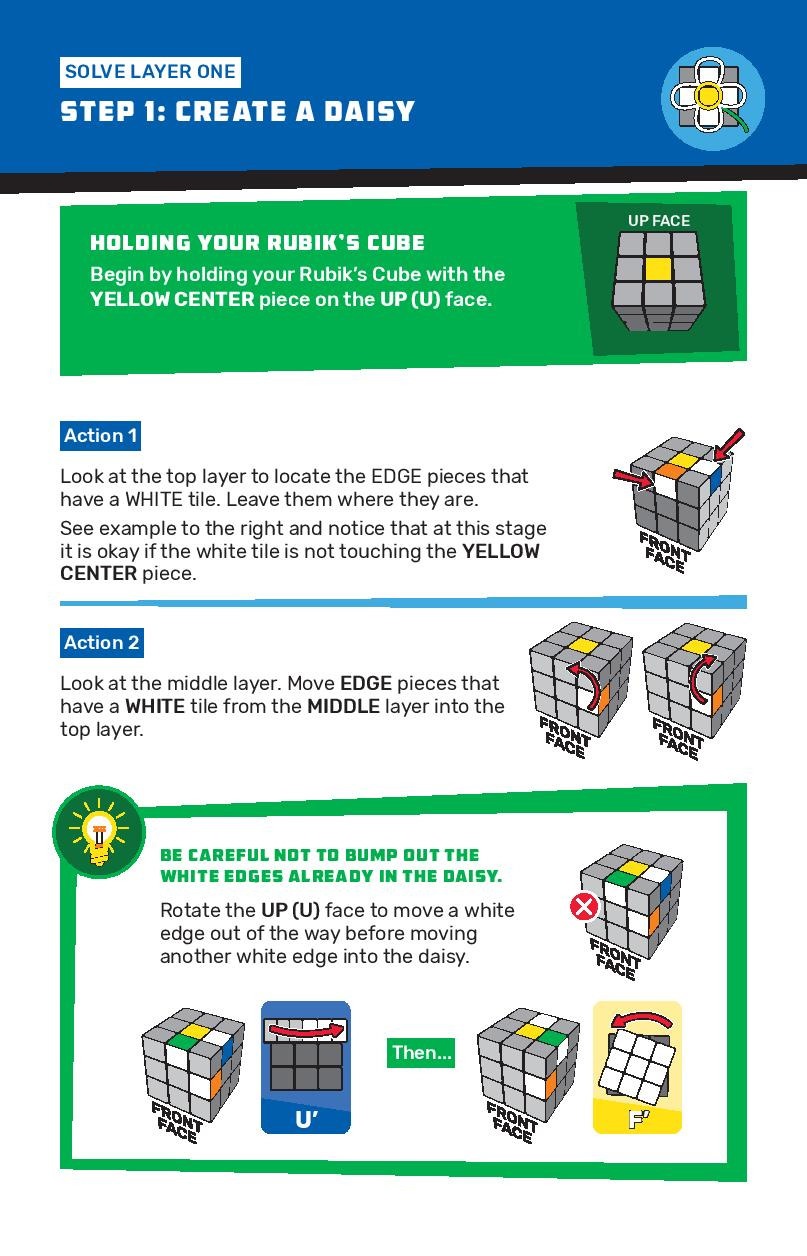 SOLVE LAYER ONE
STEP 1: CREATE A DAISY
HOLDING YOUR RUBIK'S CUBE
Begin by holding your Rubik's Cube with the
YELLOW CENTER piece on the UP (U) face.
UP FACE
Action 1
Look at the top layer to locate the EDGE pieces that
have a WHITE tile. Leave them where they are.
See example to the right and notice that at this stage
it is okay if the white tile is not touching the YELLOW
CENTER piece.
FRONT
FACE
Action 2
Look at the middle layer. Move EDGE pieces that
have a WHITE tile from the MIDDLE layer into the
top layer.
FRONT
FACE
FRONT
FACE
BE CAREFUL NOT TO BUMP OUT THE
WHITE EDGES ALREADY IN THE DAISY.
Rotate the UP (U) face to move a white
edge out of the way before moving
another white edge into the daisy.
FRONT
FACE
FRONT
FACE
U’
Then...
FRONT
FACE
F’